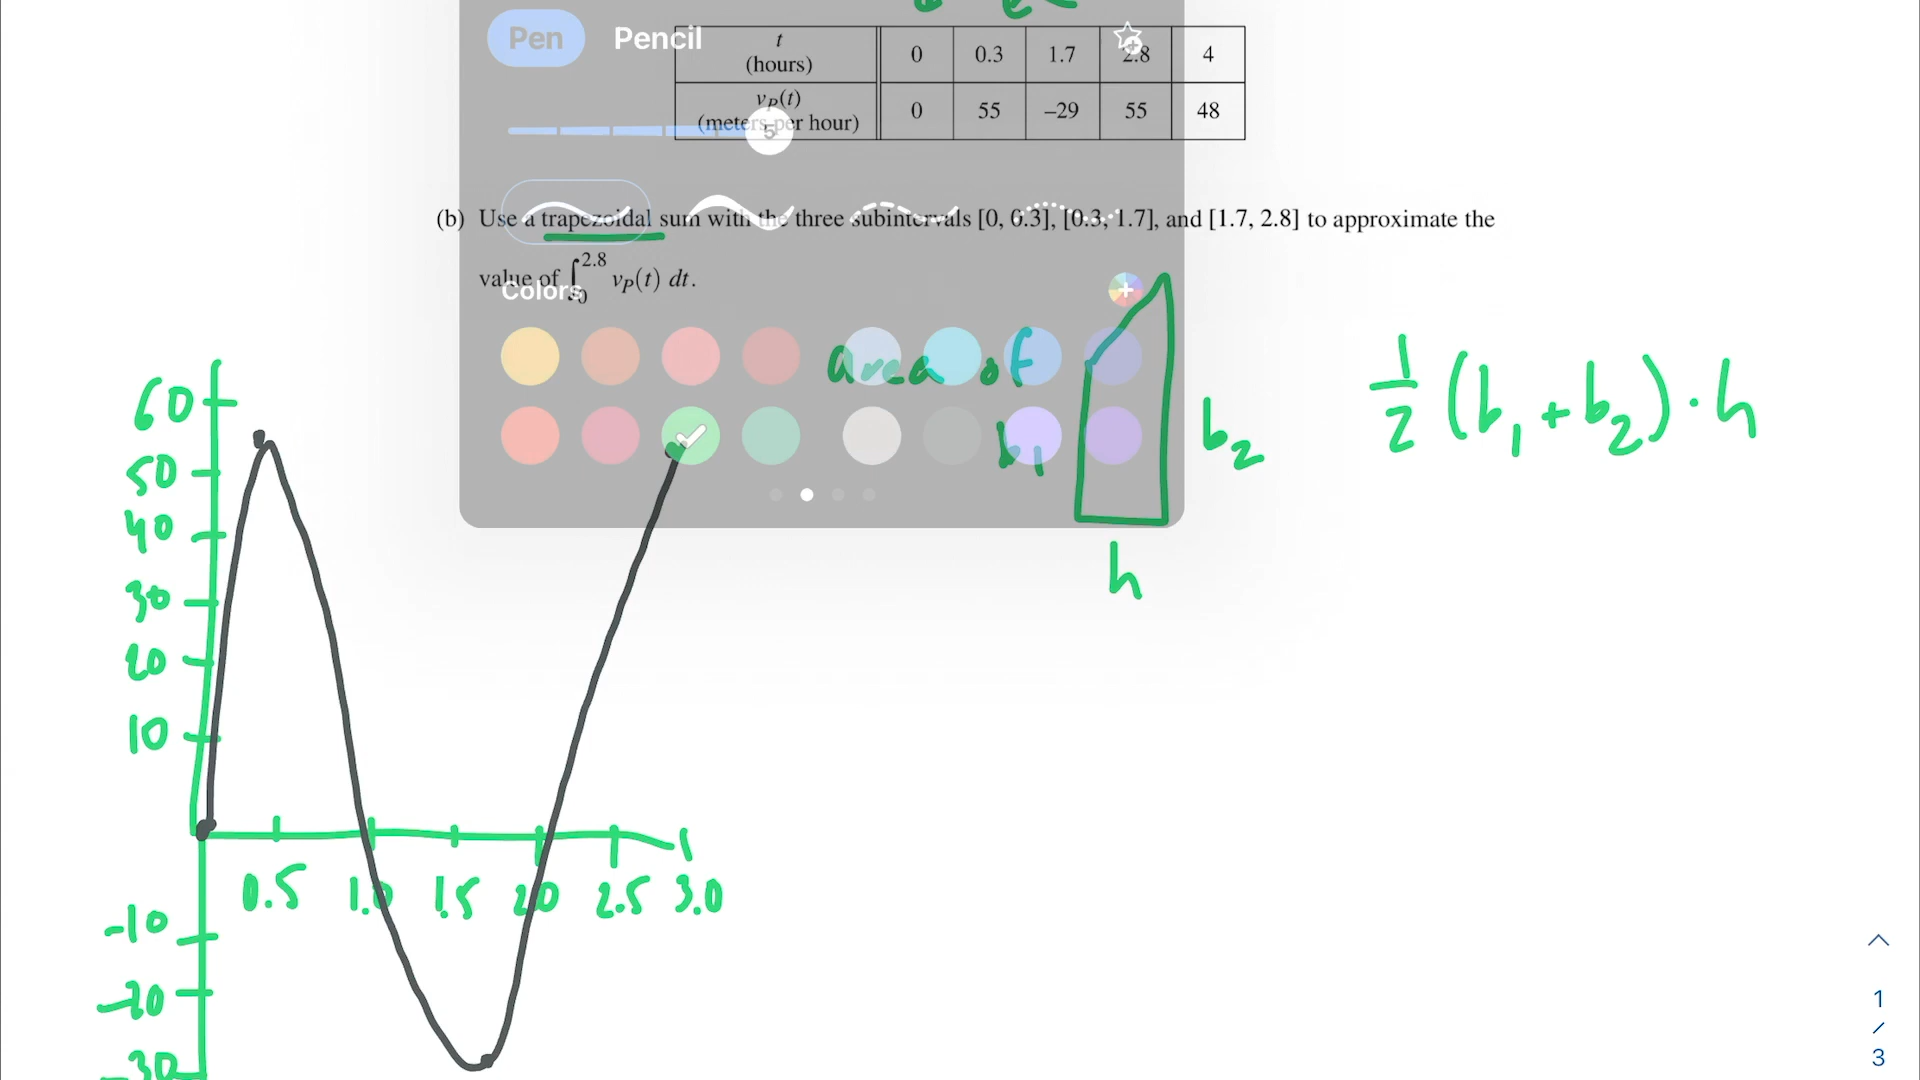 Pen Pencil
t (hours) 0 0.3 1.7 2.8 4
vP(t) (meters per hour) 0 55 –29 55 48
5
(b) Use a trapezoidal sum with the three subintervals [0, 0.3], [0.3, 1.7], and [1.7, 2.8] to approximate the
value of ∫₀^2.8 vP(t) dt.
Colors
area of
b1 b2
h
1/2 (b1 + b2) · h
60
50
40
30
20
10
0.5 1.0 1.5 2.0 2.5 3.0
-10
-20
-30
1
/
3